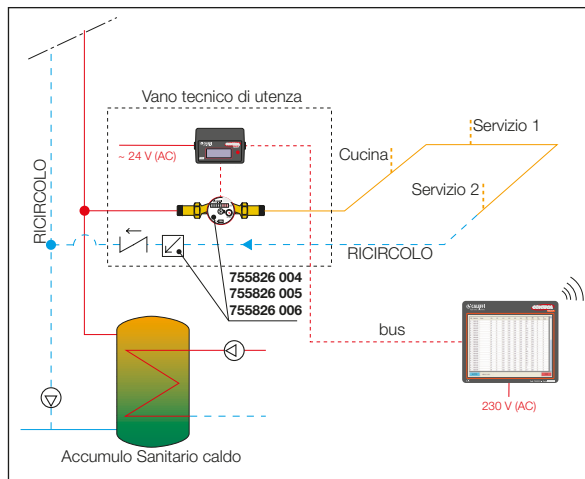 Vano tecnico di utenza
Servizio 1
Cucina
~ 24 V (AC)
Servizio 2
RICIRCOLO
RICIRCOLO
755826 004
755826 005
755826 006
bus
230 V (AC)
Accumulo Sanitario caldo